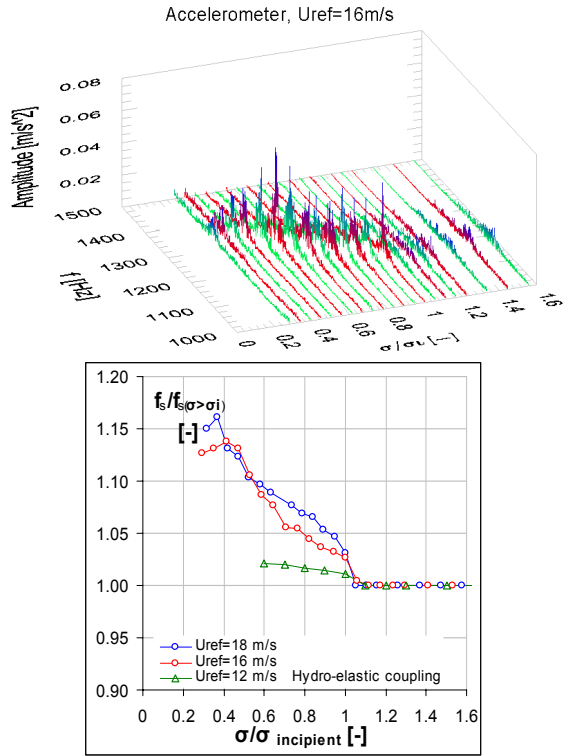 Accelerometer, Uref=16m/s
Amplitude [m/s^2]
0.08
0.06
0.04
0.02
1500
1400
1300
1200
1100
1000
f [Hz]
0
0.2
0.4
0.6
0.8
1
1.2
1.4
1.6
σ/σι [–]
1.20
1.15
1.10
1.05
1.00
0.95
0.90
fs/fs(σ>σi)
[-]
Uref=18 m/s
Uref=16 m/s
Uref=12 m/s Hydro-elastic coupling
0 0.2 0.4 0.6 0.8 1 1.2 1.4 1.6
σ/σ incipient [-]